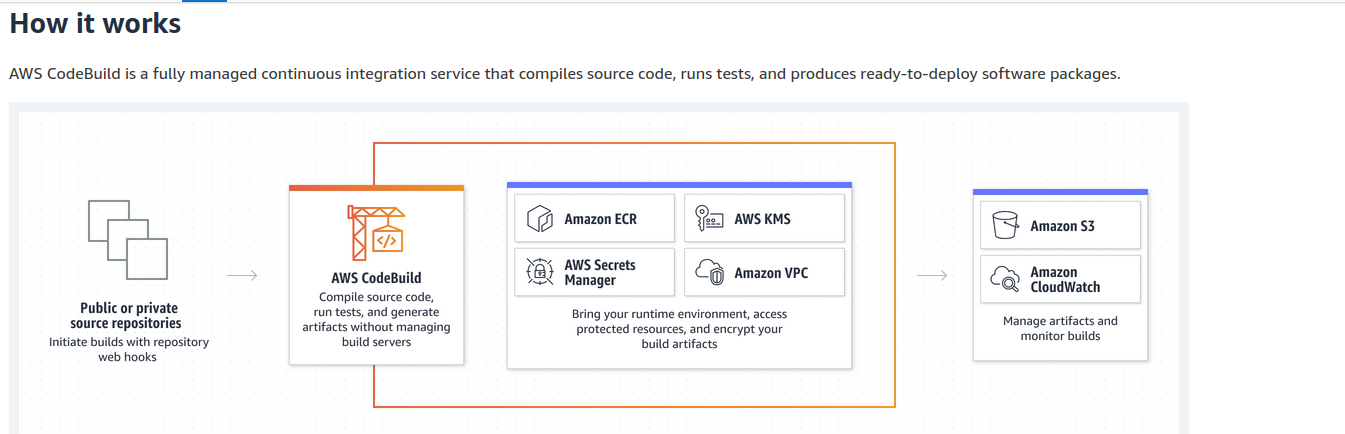 How it works
AWS CodeBuild is a fully managed continuous integration service that compiles source code, runs tests, and produces ready-to-deploy software packages.
Public or private
source repositories
Initiate builds with repository
web hooks
</>
AWS CodeBuild
Compile source code,
run tests, and generate
artifacts without managing
build servers
Amazon ECR
AWS KMS
AWS Secrets
Manager
Amazon VPC
Bring your runtime environment, access
protected resources, and encrypt your
build artifacts
Amazon S3
Amazon
CloudWatch
Manage artifacts and
monitor builds